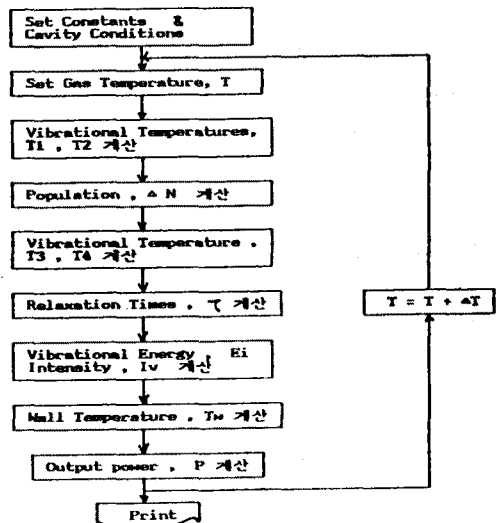 Set Constants &
Cavity Conditions
Set Gas Temperature, T
Vibrational Temperatures,
T1 , T2 계산
Population , △ N 계산
Vibrational Temperature ,
T3 , T4 계산
Relaxation Times , τ 계산
T = T + △T
Vibrational Energy , Ei
Intensity , Iv 계산
Wall Temperature , Tw 계산
Output power , P 계산
Print